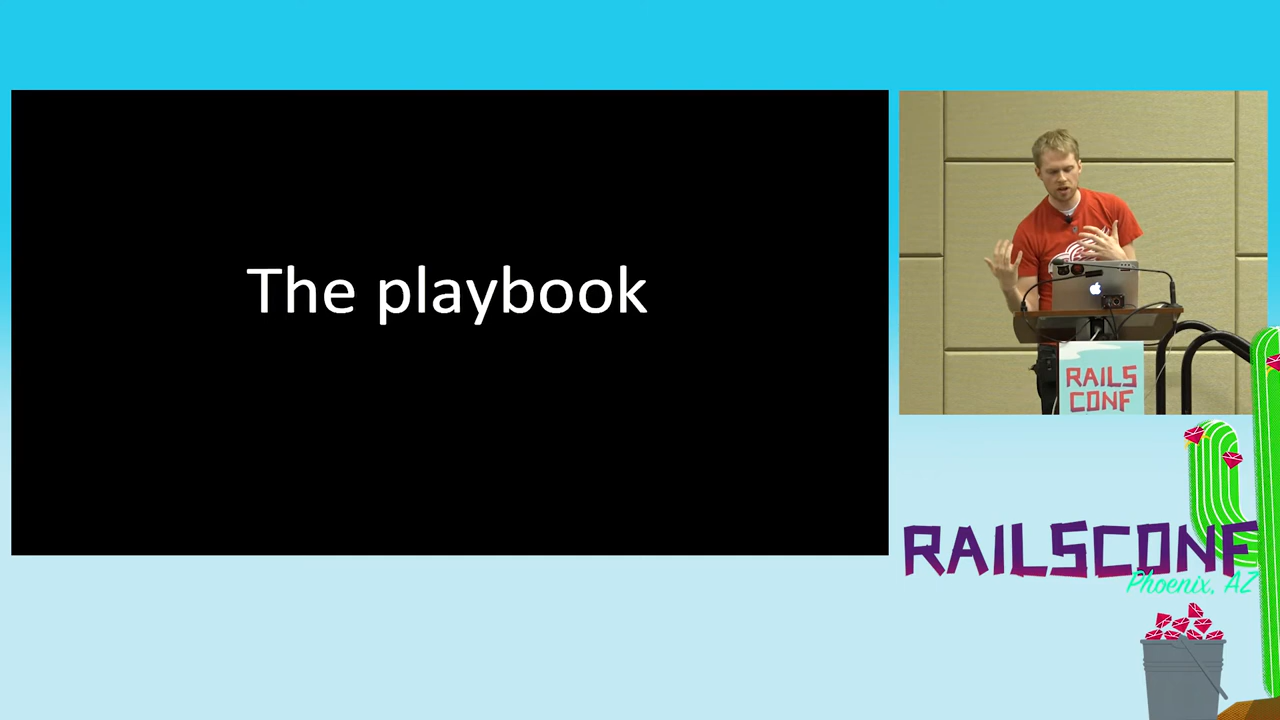 The playbook
RAILS
CONF
RAILSCONF
Phoenix, AZ